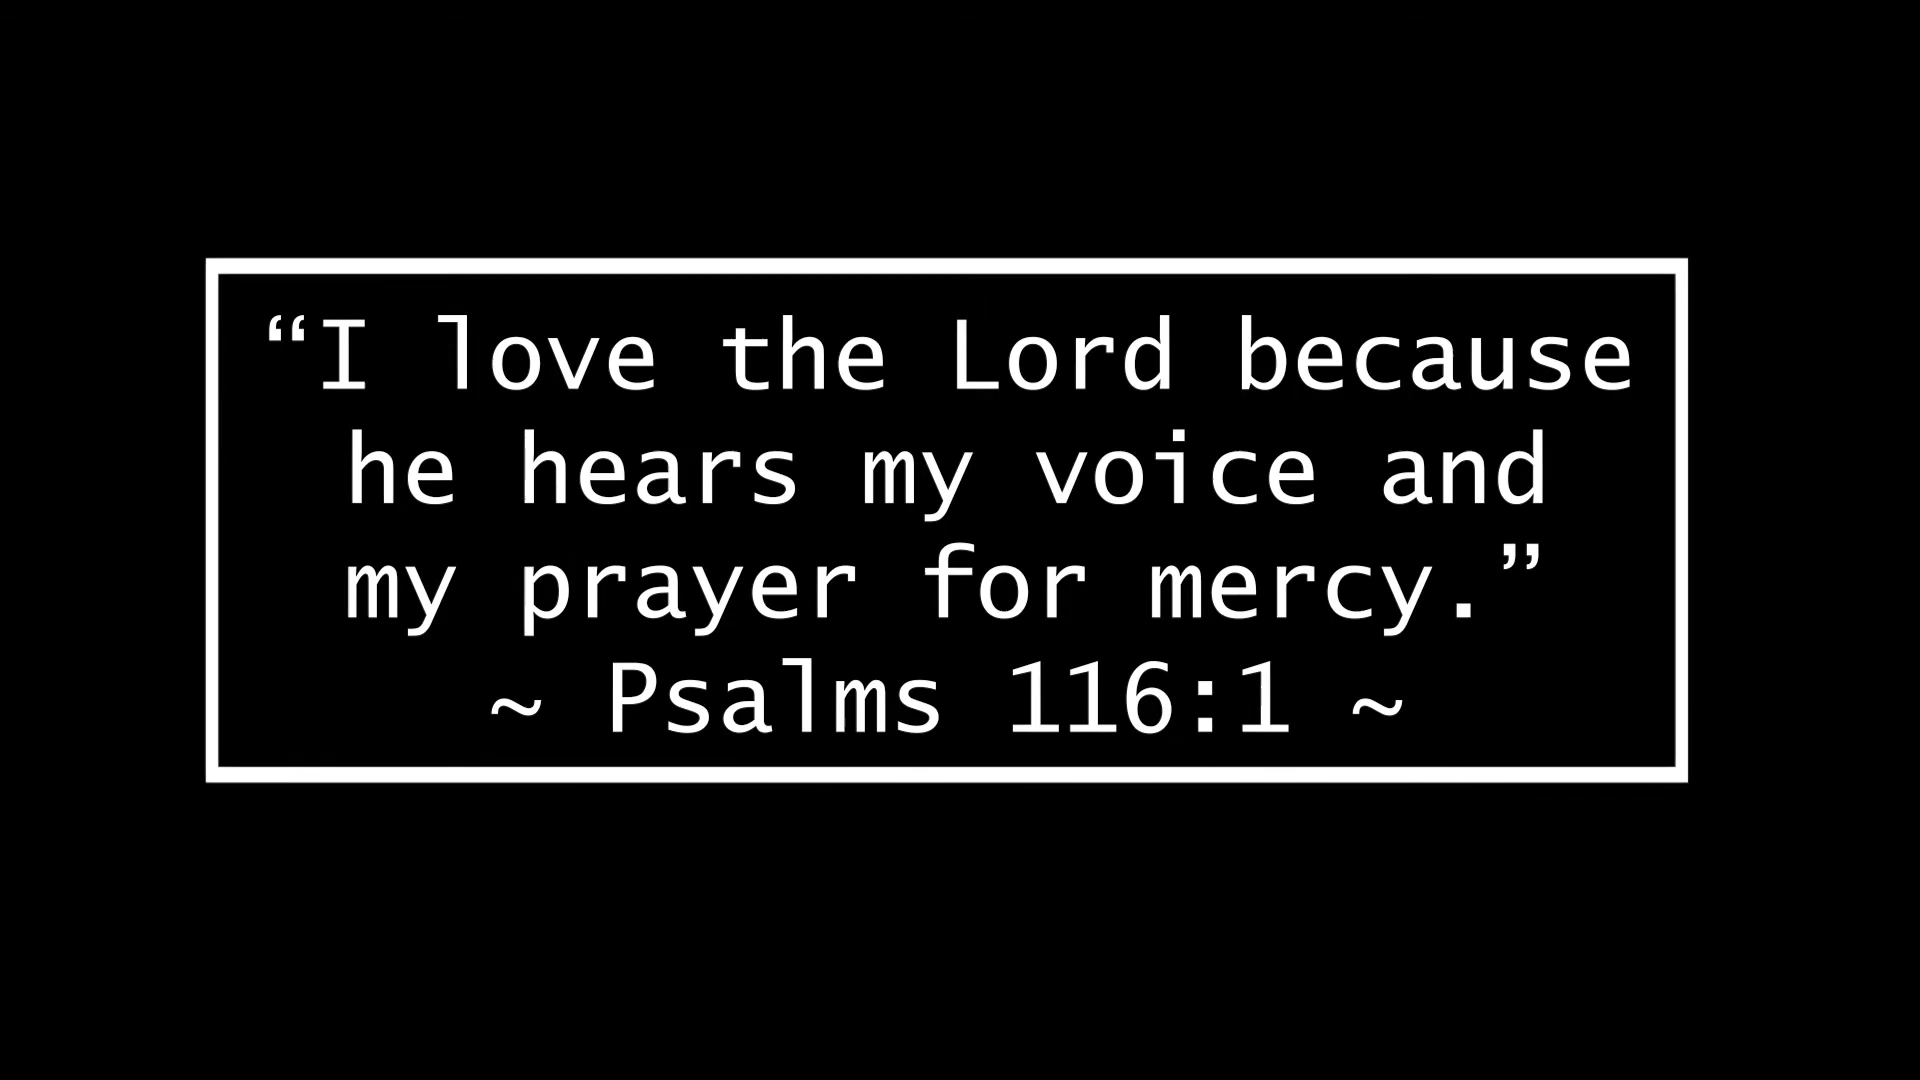 “I love the Lord because
he hears my voice and
my prayer for mercy.”
~ Psalms 116:1 ~